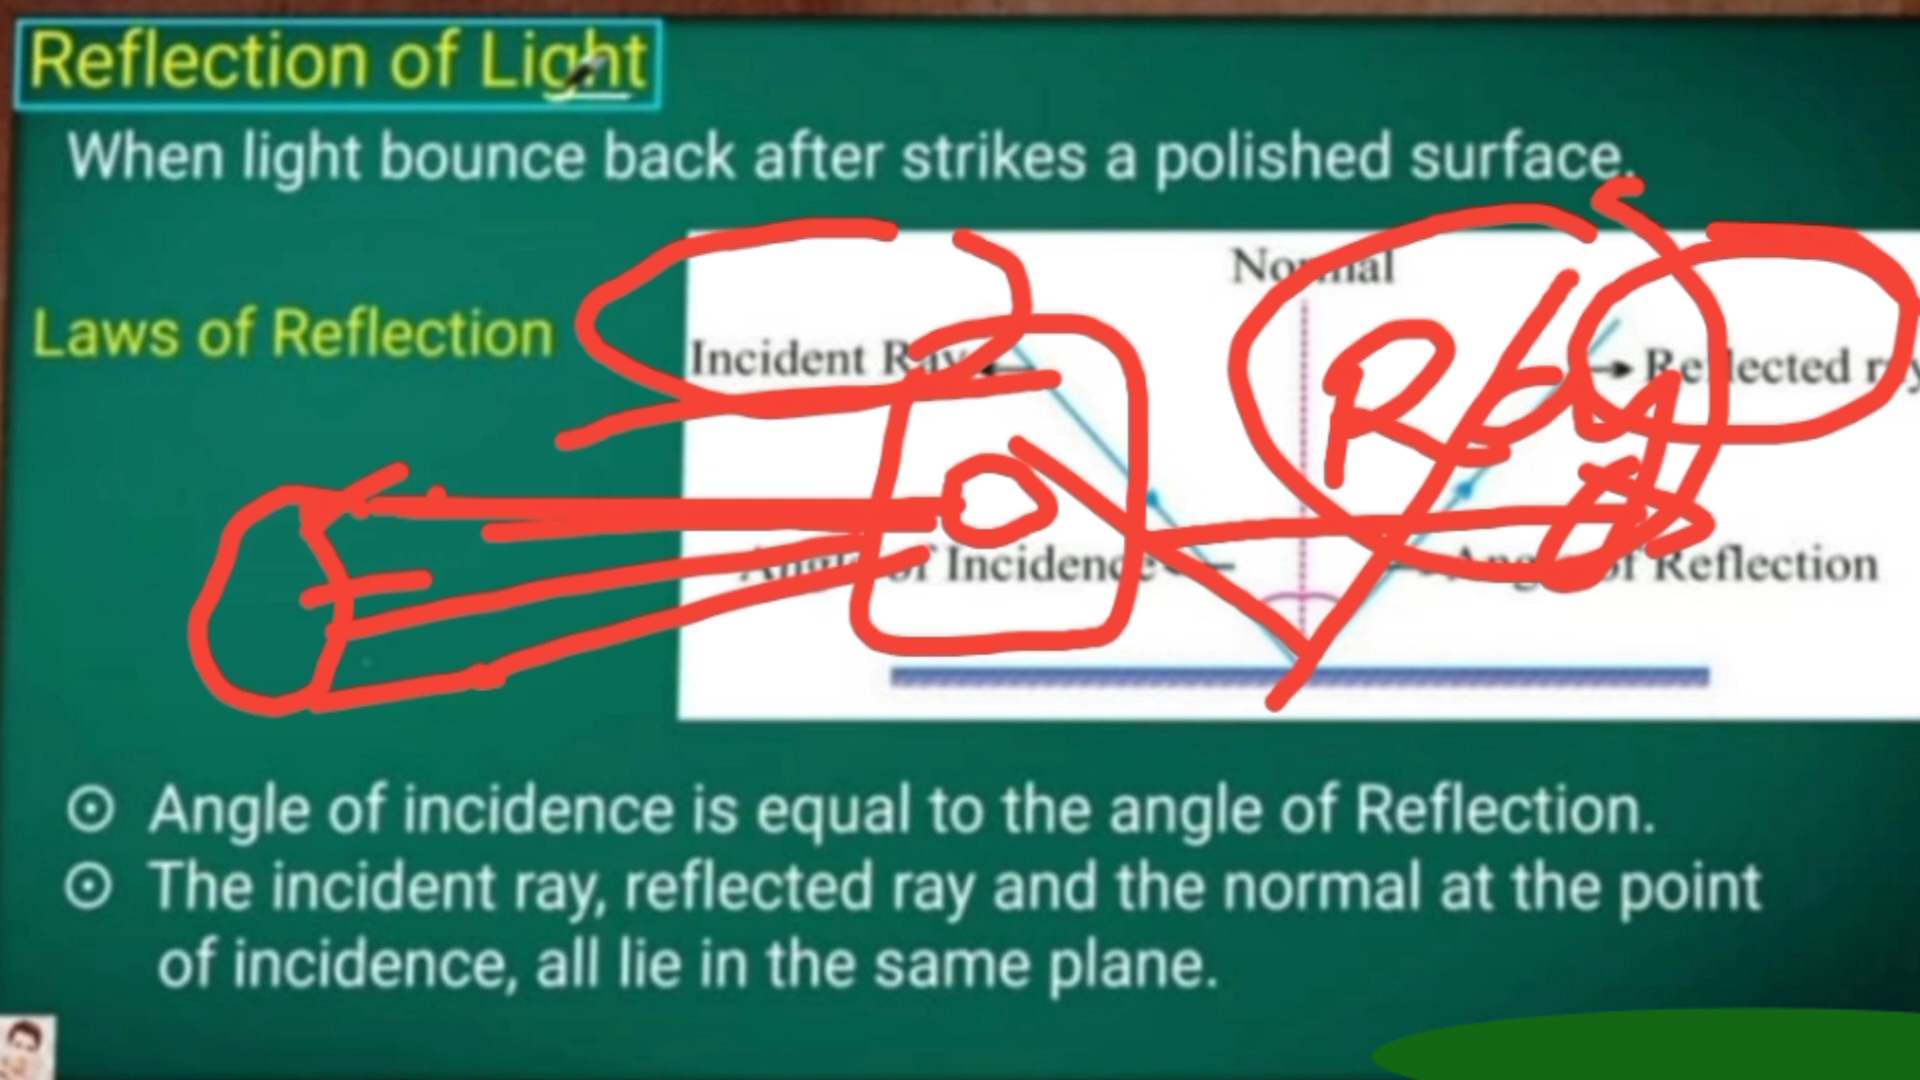 Reflection of Light
When light bounce back after strikes a polished surface.
Normal
Laws of Reflection
Incident Ray
Reflected ray
Ray
Angle of Incidence
Angle of Reflection
Angle of incidence is equal to the angle of Reflection.
The incident ray, reflected ray and the normal at the point
of incidence, all lie in the same plane.